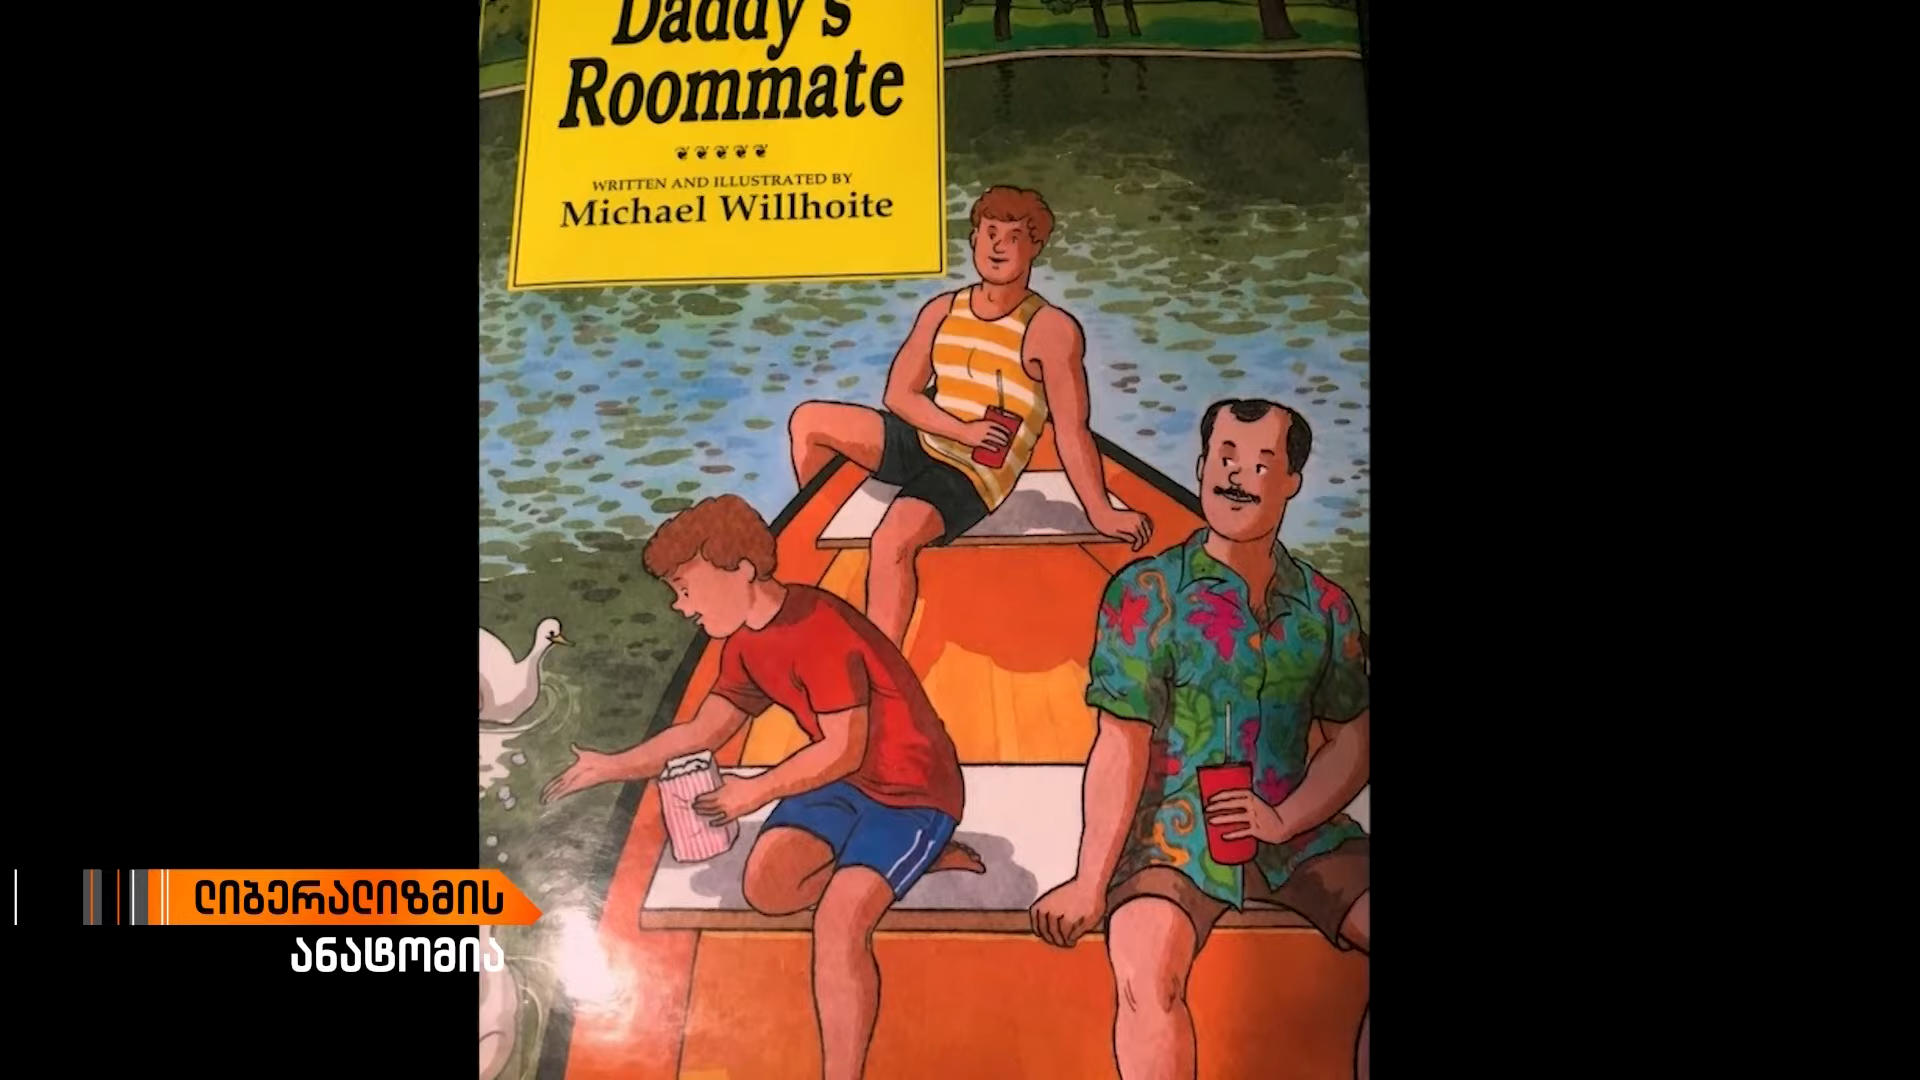 Daddy's
Roommate
WRITTEN AND ILLUSTRATED BY
Michael Willhoite
ლიბერალიზმის
ანატომია